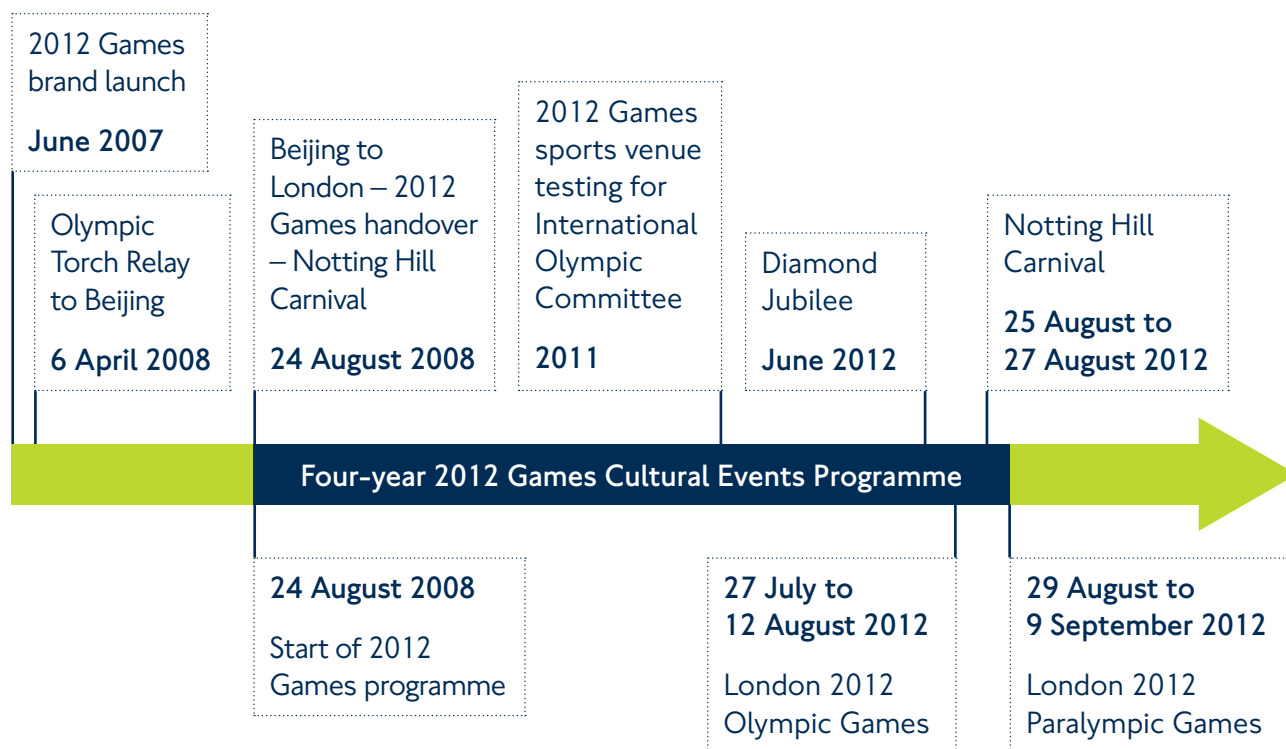 2012 Games
brand launch
June 2007
Olympic
Torch Relay
to Beijing
6 April 2008
Beijing to
London – 2012
Games handover
– Notting Hill
Carnival
24 August 2008
2012 Games
sports venue
testing for
International
Olympic
Committee
2011
Diamond
Jubilee
June 2012
Notting Hill
Carnival
25 August to
27 August 2012
Four-year 2012 Games Cultural Events Programme
24 August 2008
Start of 2012
Games programme
27 July to
12 August 2012
London 2012
Olympic Games
29 August to
9 September 2012
London 2012
Paralympic Games